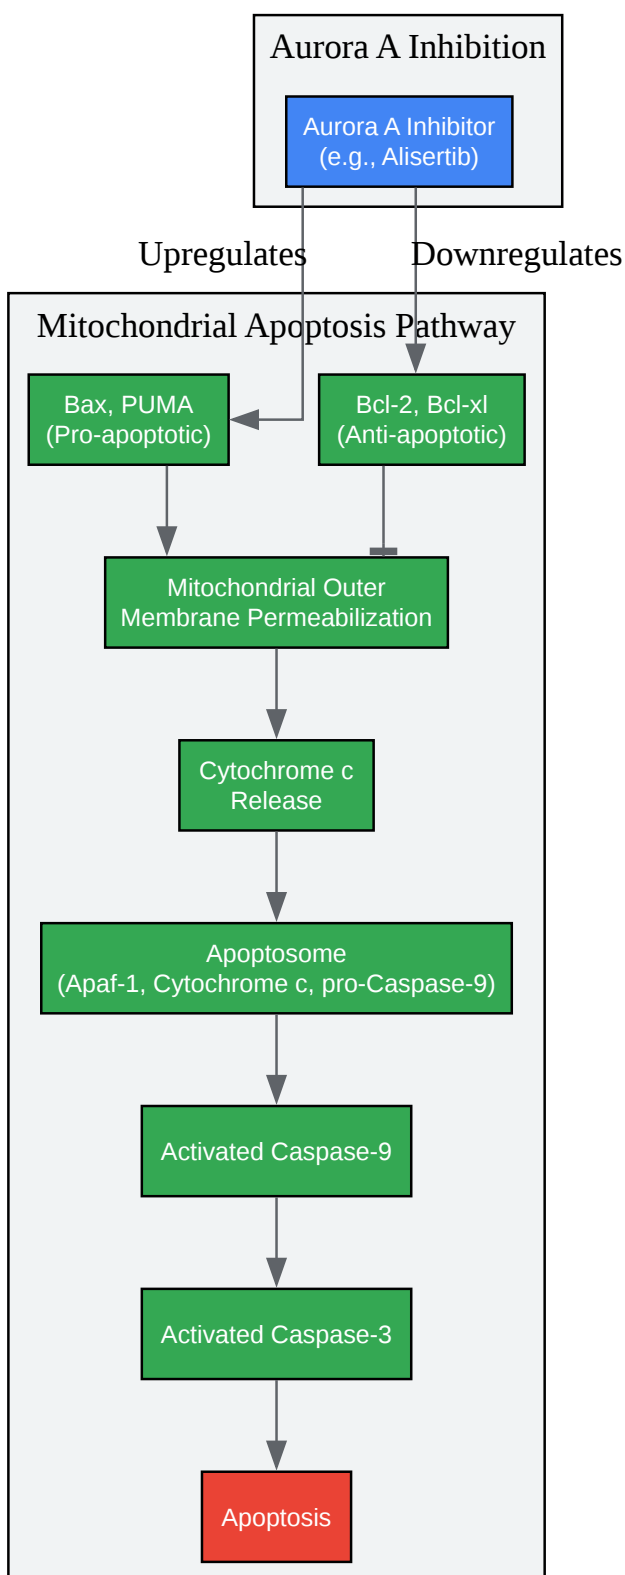 Aurora A Inhibition
Aurora A Inhibitor
(e.g., Alisertib)
Upregulates
Downregulates
Mitochondrial Apoptosis Pathway
Bax, PUMA
(Pro-apoptotic)
Bcl-2, Bcl-xl
(Anti-apoptotic)
Mitochondrial Outer
Membrane Permeabilization
Cytochrome c
Release
Apoptosome
(Apaf-1, Cytochrome c, pro-Caspase-9)
Activated Caspase-9
Activated Caspase-3
Apoptosis